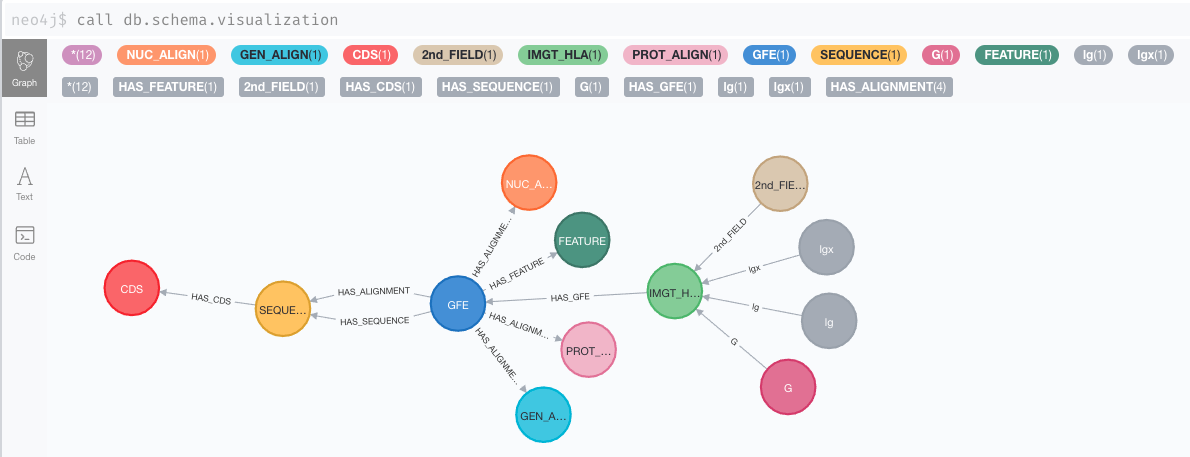 neo4j$ call db.schema.visualization
*(12) NUC_ALIGN(1) GEN_ALIGN(1) CDS(1) 2nd_FIELD(1) IMGT_HLA(1) PROT_ALIGN(1) GFE(1) SEQUENCE(1) G(1) FEATURE(1) lg(1) lgx(1)
*(12) HAS_FEATURE(1) 2nd_FIELD(1) HAS_CDS(1) HAS_SEQUENCE(1) G(1) HAS_GFE(1) lg(1) lgx(1) HAS_ALIGNMENT(4)
Graph
Table
Text
Code
NUC_A...
2nd_FIE...
HAS_ALIGNME...
FEATURE
2nd_FIELD
lgx
HAS_FEATURE
lgx
CDS
HAS_CDS
SEQUE...
HAS_ALIGNMENT
GFE
HAS_GFE
IMGT_H...
lg
lg
HAS_SEQUENCE
HAS_ALIGNM...
PROT_...
G
HAS_ALIGNME...
G
GEN_A...